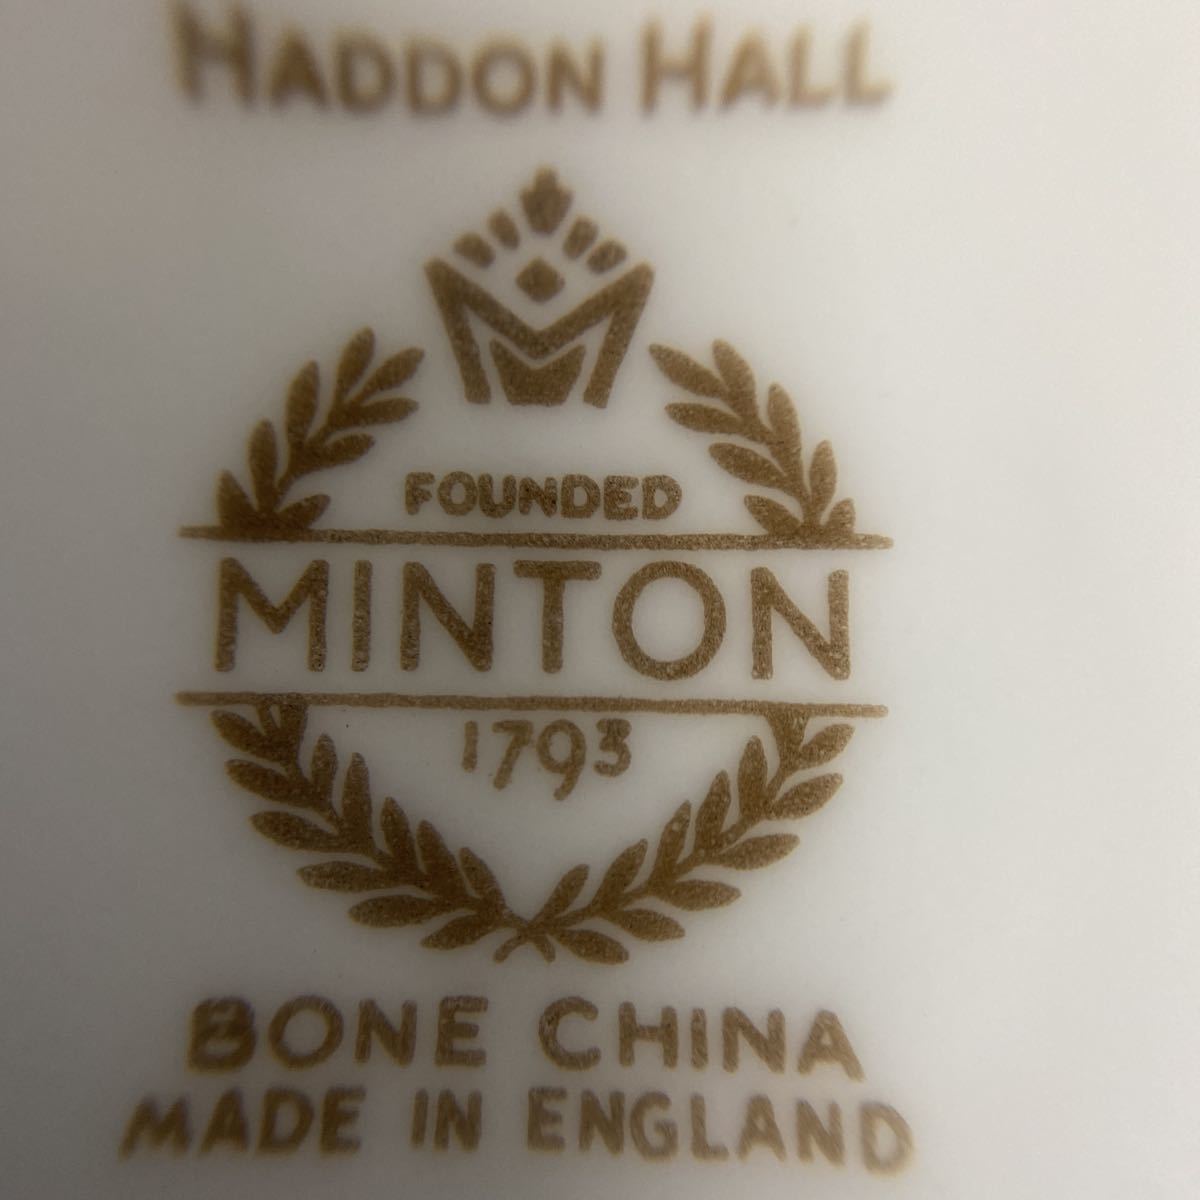 HADDON HALL
M
FOUNDED
MINTON
1793
BONE CHINA
MADE IN ENGLAND